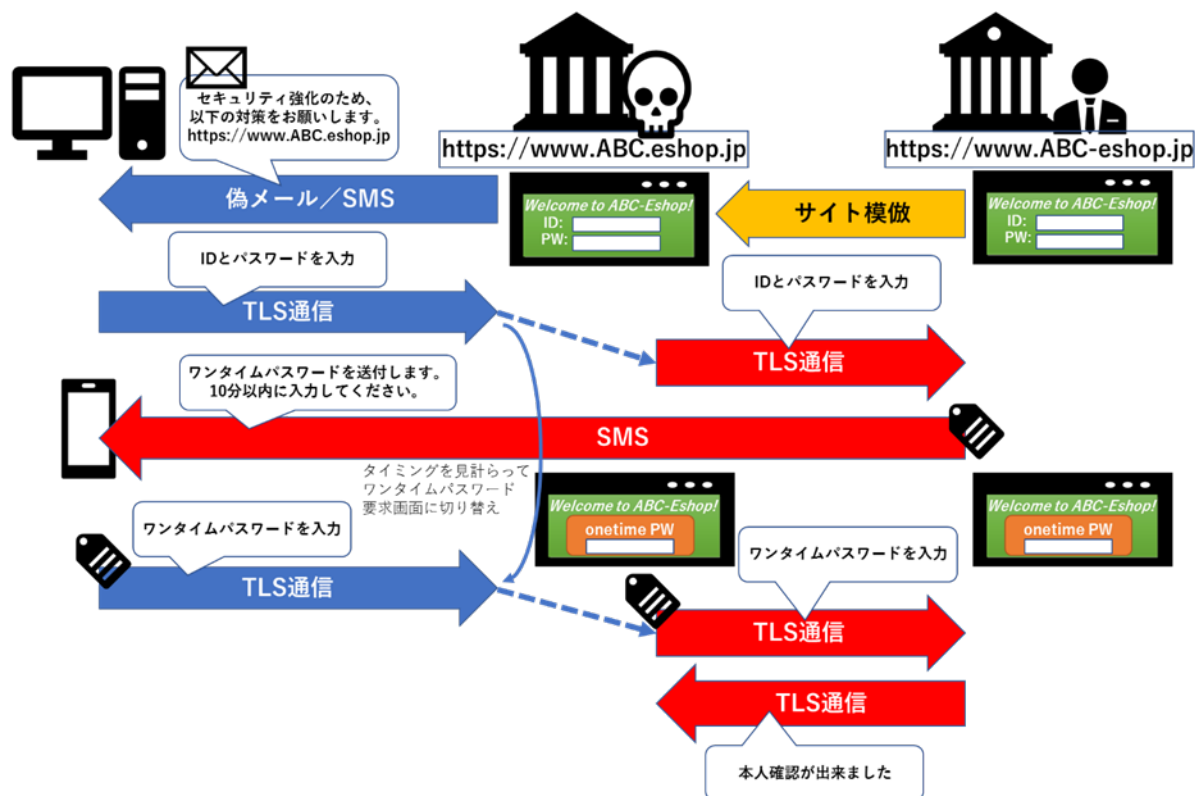 セキュリティ強化のため、
以下の対策をお願いします。
https://www.ABC.eshop.jp
https://www.ABC.eshop.jp
https://www.ABC-eshop.jp
偽メール／SMS
Welcome to ABC-Eshop!
ID:
PW:
サイト模倣
Welcome to ABC-Eshop!
ID:
PW:
IDとパスワードを入力
TLS通信
IDとパスワードを入力
TLS通信
ワンタイムパスワードを送付します。
10分以内に入力してください。
SMS
タイミングを見計らって
ワンタイムパスワード
要求画面に切り替え
Welcome to ABC-Eshop!
onetime PW
Welcome to ABC-Eshop!
onetime PW
ワンタイムパスワードを入力
TLS通信
ワンタイムパスワードを入力
TLS通信
TLS通信
本人確認が出来ました